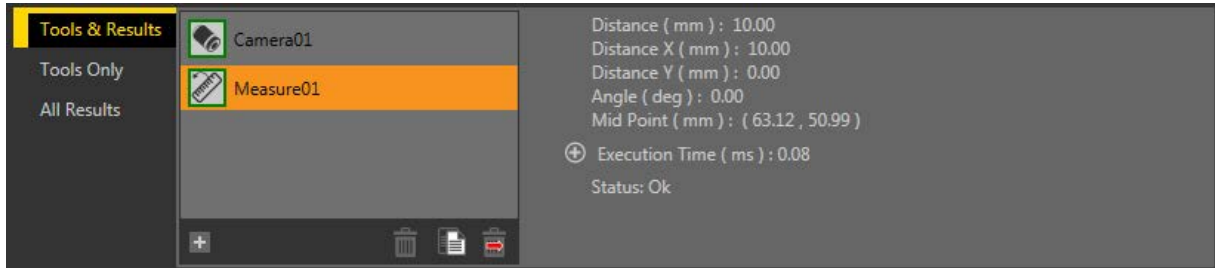 Tools & Results
Tools Only
All Results
Camera01
Measure01
Distance ( mm ) : 10.00
Distance X ( mm ) : 10.00
Distance Y ( mm ) : 0.00
Angle ( deg ) : 0.00
Mid Point ( mm ) : ( 63.12 , 50.99 )
Execution Time ( ms ) : 0.08
Status: Ok